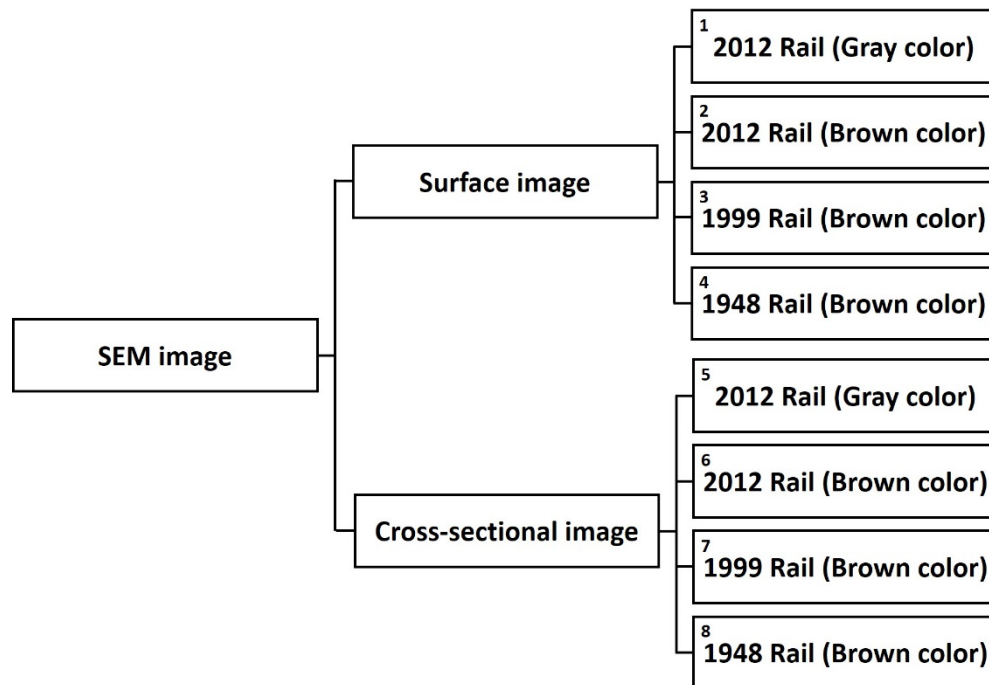 SEM image
Surface image
1
2012 Rail (Gray color)
2
2012 Rail (Brown color)
3
1999 Rail (Brown color)
4
1948 Rail (Brown color)
Cross-sectional image
5
2012 Rail (Gray color)
6
2012 Rail (Brown color)
7
1999 Rail (Brown color)
8
1948 Rail (Brown color)